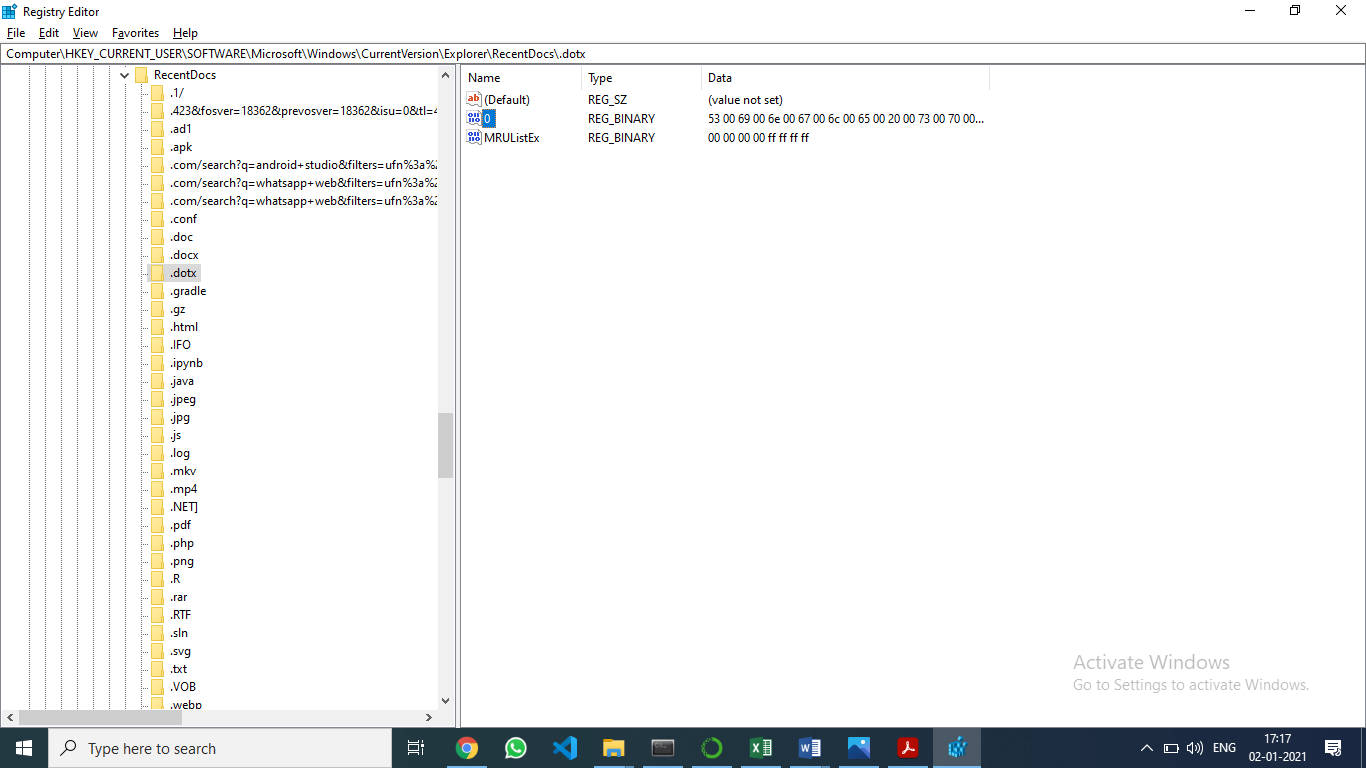 Registry Editor
File Edit View Favorites Help
Computer\HKEY_CURRENT_USER\SOFTWARE\Microsoft\Windows\CurrentVersion\Explorer\RecentDocs\.dotx
RecentDocs
.1/
.423&fosver=18362&prevosver=18362&isu=0&tl=4
.ad1
.apk
.com/search?q=android+studio&filters=ufn%3a%2
.com/search?q=whatsapp+web&filters=ufn%3a%2
.com/search?q=whatsapp+web&filters=ufn%3a%2
.conf
.doc
.docx
.dotx
.gradle
.gz
.html
.IFO
.ipynb
.java
.jpeg
.jpg
.js
.log
.mkv
.mp4
.NET]
.pdf
.php
.png
.R
.rar
.RTF
.sln
.svg
.txt
.VOB
.webp
Name Type Data
(Default) REG_SZ (value not set)
0 REG_BINARY 53 00 69 00 6e 00 67 00 6c 00 65 00 20 00 73 00 70 00...
MRUListEx REG_BINARY 00 00 00 00 ff ff ff ff
Activate Windows
Go to Settings to activate Windows.
Type here to search
ENG
17:17
02-01-2021